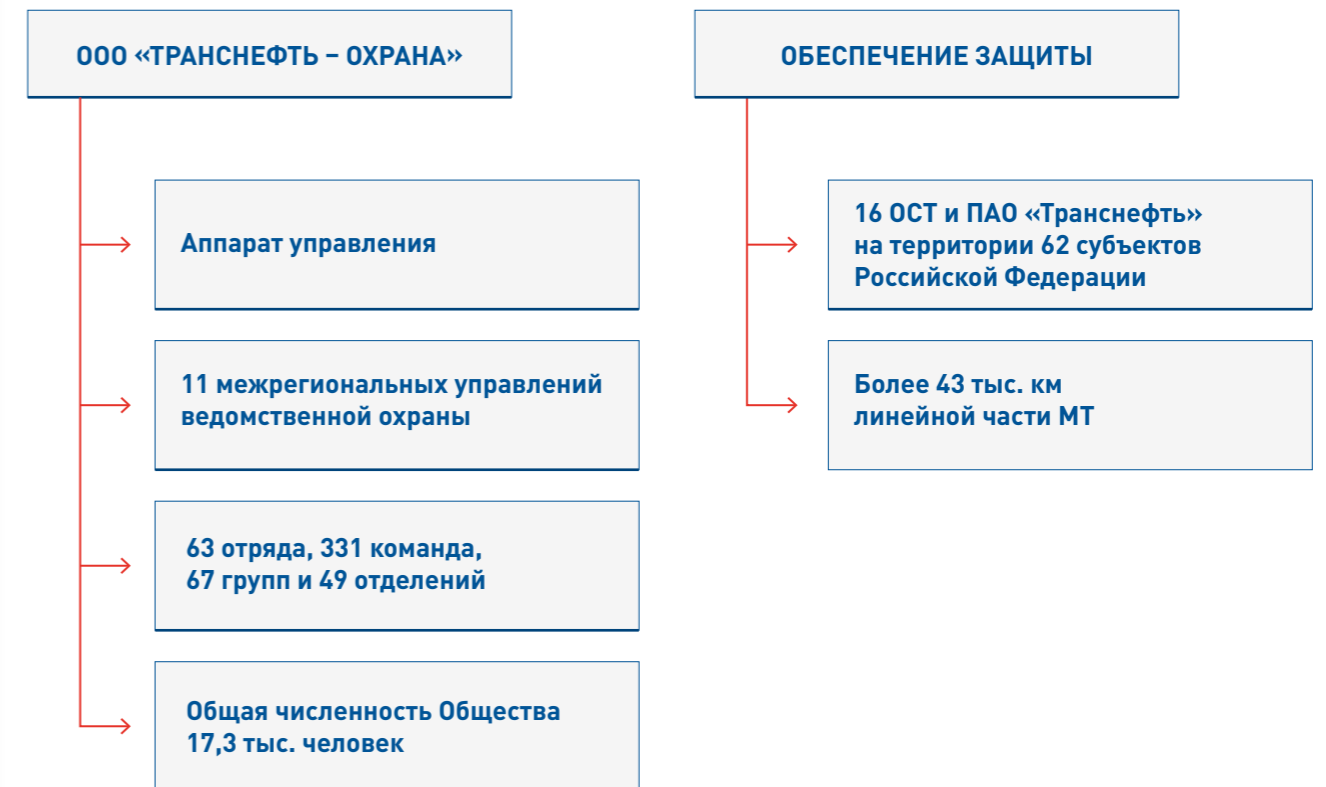 ООО «ТРАНСНЕФТЬ – ОХРАНА»
Аппарат управления
11 межрегиональных управлений
ведомственной охраны
63 отряда, 331 команда,
67 групп и 49 отделений
Общая численность Общества
17,3 тыс. человек
ОБЕСПЕЧЕНИЕ ЗАЩИТЫ
16 ОСТ и ПАО «Транснефть»
на территории 62 субъектов
Российской Федерации
Более 43 тыс. км
линейной части МТ